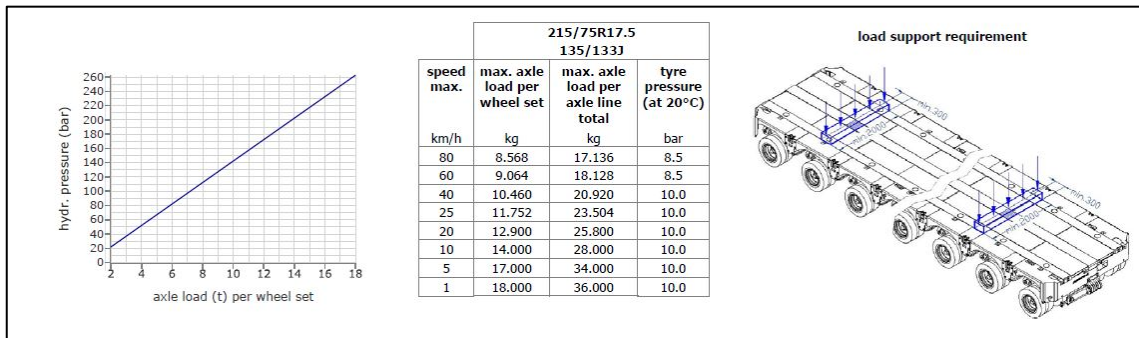 260
240
220
200
180
160
140
120
100
80
60
40
20
0
hydr. pressure (bar)
2 4 6 8 10 12 14 16 18
axle load (t) per wheel set
215/75R17.5
135/133J
speed max. max. axle load per wheel set max. axle load per axle line total tyre pressure (at 20°C)
km/h kg kg bar
80 8.568 17.136 8.5
60 9.064 18.128 8.5
40 10.460 20.920 10.0
25 11.752 23.504 10.0
20 12.900 25.800 10.0
10 14.000 28.000 10.0
5 17.000 34.000 10.0
1 18.000 36.000 10.0
load support requirement
min.300
min.2000
min.300
min.2000